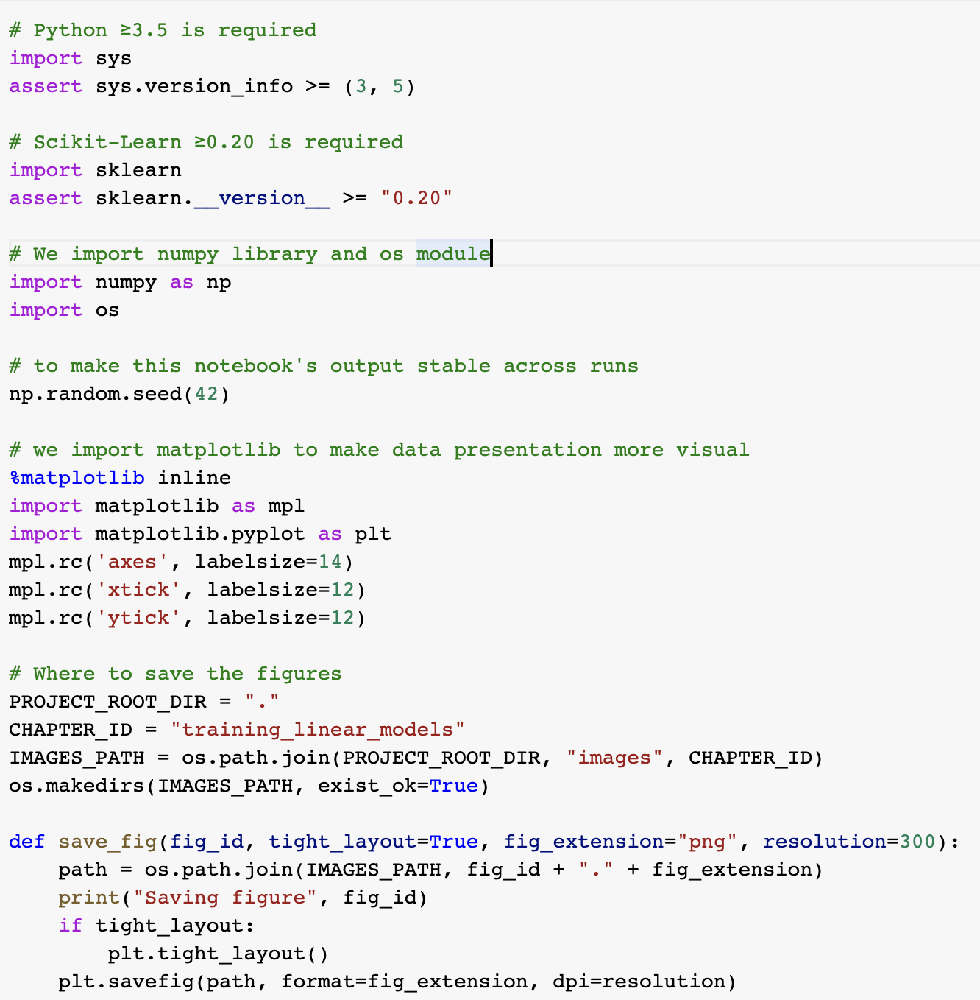 # Python ≥3.5 is required
import sys
assert sys.version_info >= (3, 5)
# Scikit-Learn ≥0.20 is required
import sklearn
assert sklearn.__version__ >= "0.20"
# We import numpy library and os module
import numpy as np
import os
# to make this notebook's output stable across runs
np.random.seed(42)
# we import matplotlib to make data presentation more visual
%matplotlib inline
import matplotlib as mpl
import matplotlib.pyplot as plt
mpl.rc('axes', labelsize=14)
mpl.rc('xtick', labelsize=12)
mpl.rc('ytick', labelsize=12)
# Where to save the figures
PROJECT_ROOT_DIR = "."
CHAPTER_ID = "training_linear_models"
IMAGES_PATH = os.path.join(PROJECT_ROOT_DIR, "images", CHAPTER_ID)
os.makedirs(IMAGES_PATH, exist_ok=True)
def save_fig(fig_id, tight_layout=True, fig_extension="png", resolution=300):
    path = os.path.join(IMAGES_PATH, fig_id + "." + fig_extension)
    print("Saving figure", fig_id)
    if tight_layout:
        plt.tight_layout()
    plt.savefig(path, format=fig_extension, dpi=resolution)